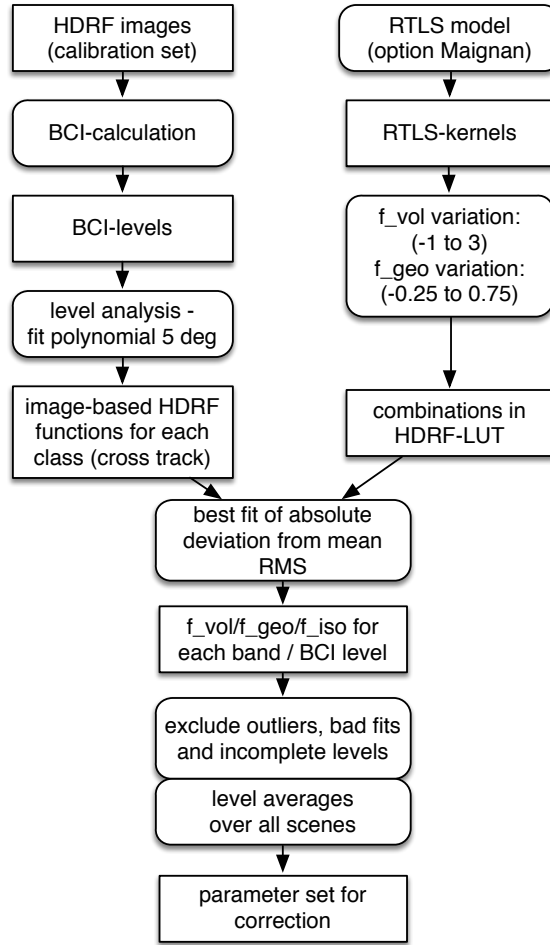 HDRF images
(calibration set)
BCI-calculation
BCI-levels
level analysis -
fit polynomial 5 deg
image-based HDRF
functions for each
class (cross track)
RTLS model
(option Maignan)
RTLS-kernels
f_vol variation:
(-1 to 3)
f_geo variation:
(-0.25 to 0.75)
combinations in
HDRF-LUT
best fit of absolute
deviation from mean
RMS
f_vol/f_geo/f_iso for
each band / BCI level
exclude outliers, bad fits
and incomplete levels
level averages
over all scenes
parameter set for
correction